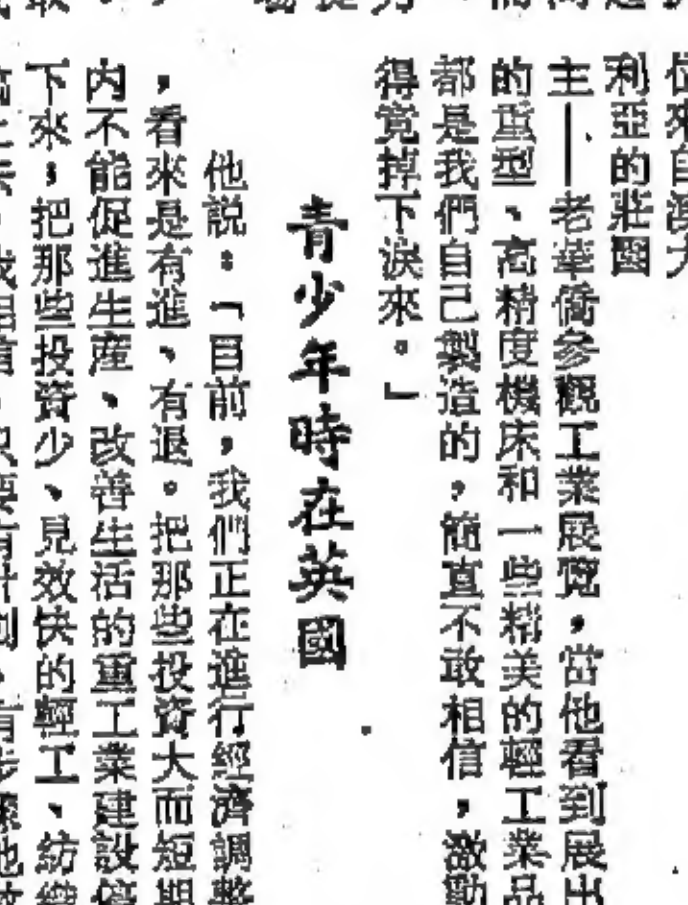 位來自澳大
利亞的莊園
主——老華僑參觀工業展覽，當他看到展出
的重型、高精度機床和一些精美的輕工業品
都是我們自己製造的，簡直不敢相信，激動
得竟掉下淚來。」
青少年時在英國
他説：「目前，我們正在進行經濟調整
，看來是有進、有退。把那些投資大而短期
内不能促進生産、改善生活的重工業建設停
下來，把那些投資少、見效快的輕工、紡織